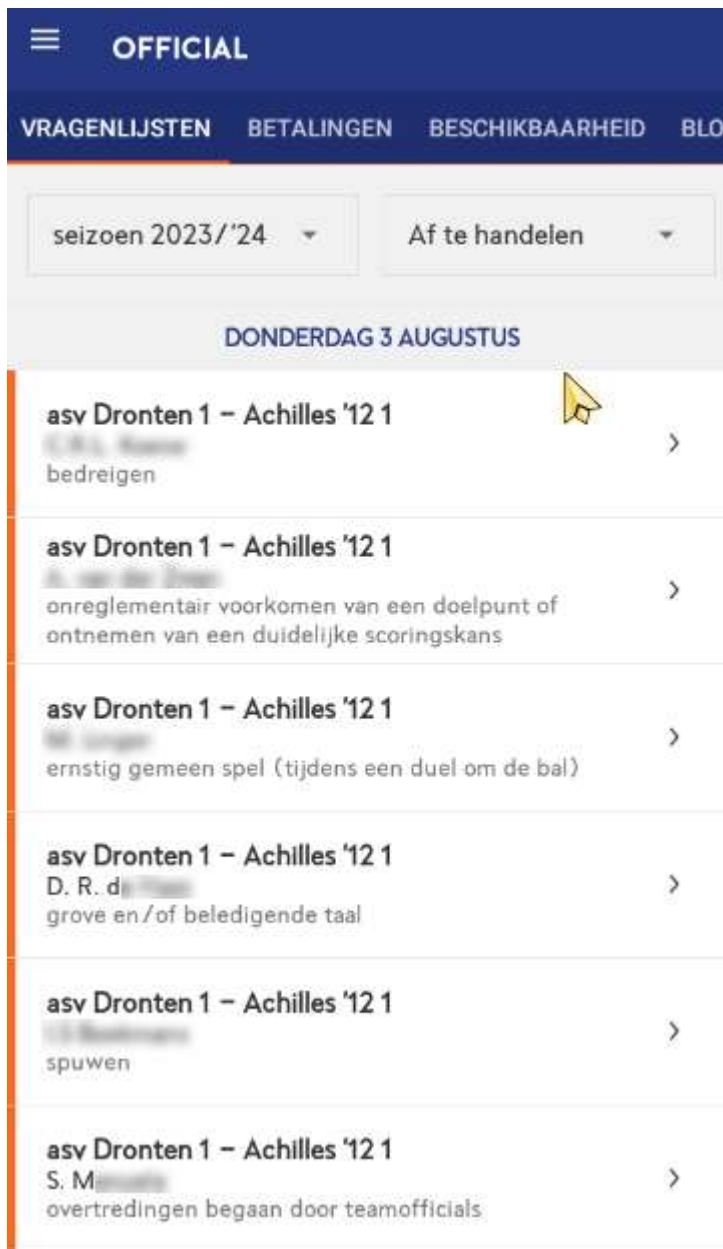 OFFICIAL
VRAGENLIJSTEN BETALINGEN BESCHIKBAARHEID BLO
seizoen 2023/'24 Af te handelen
DONDERDAG 3 AUGUSTUS
asv Dronten 1 – Achilles '12 1
bedreigen
asv Dronten 1 – Achilles '12 1
onreglementair voorkomen van een doelpunt of
ontnemen van een duidelijke scoringskans
asv Dronten 1 – Achilles '12 1
ernstig gemeen spel (tijdens een duel om de bal)
asv Dronten 1 – Achilles '12 1
D. R.
grove en/of beledigende taal
asv Dronten 1 – Achilles '12 1
spuwen
asv Dronten 1 – Achilles '12 1
S.
overtredingen begaan door teamofficials